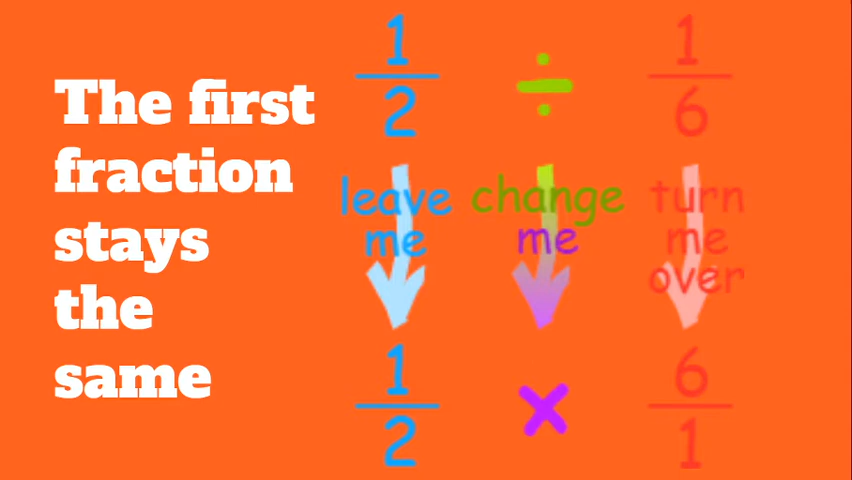 The first
fraction
stays
the
same
1/2 ÷ 1/6
leave me
change me
turn me over
1/2 × 6/1